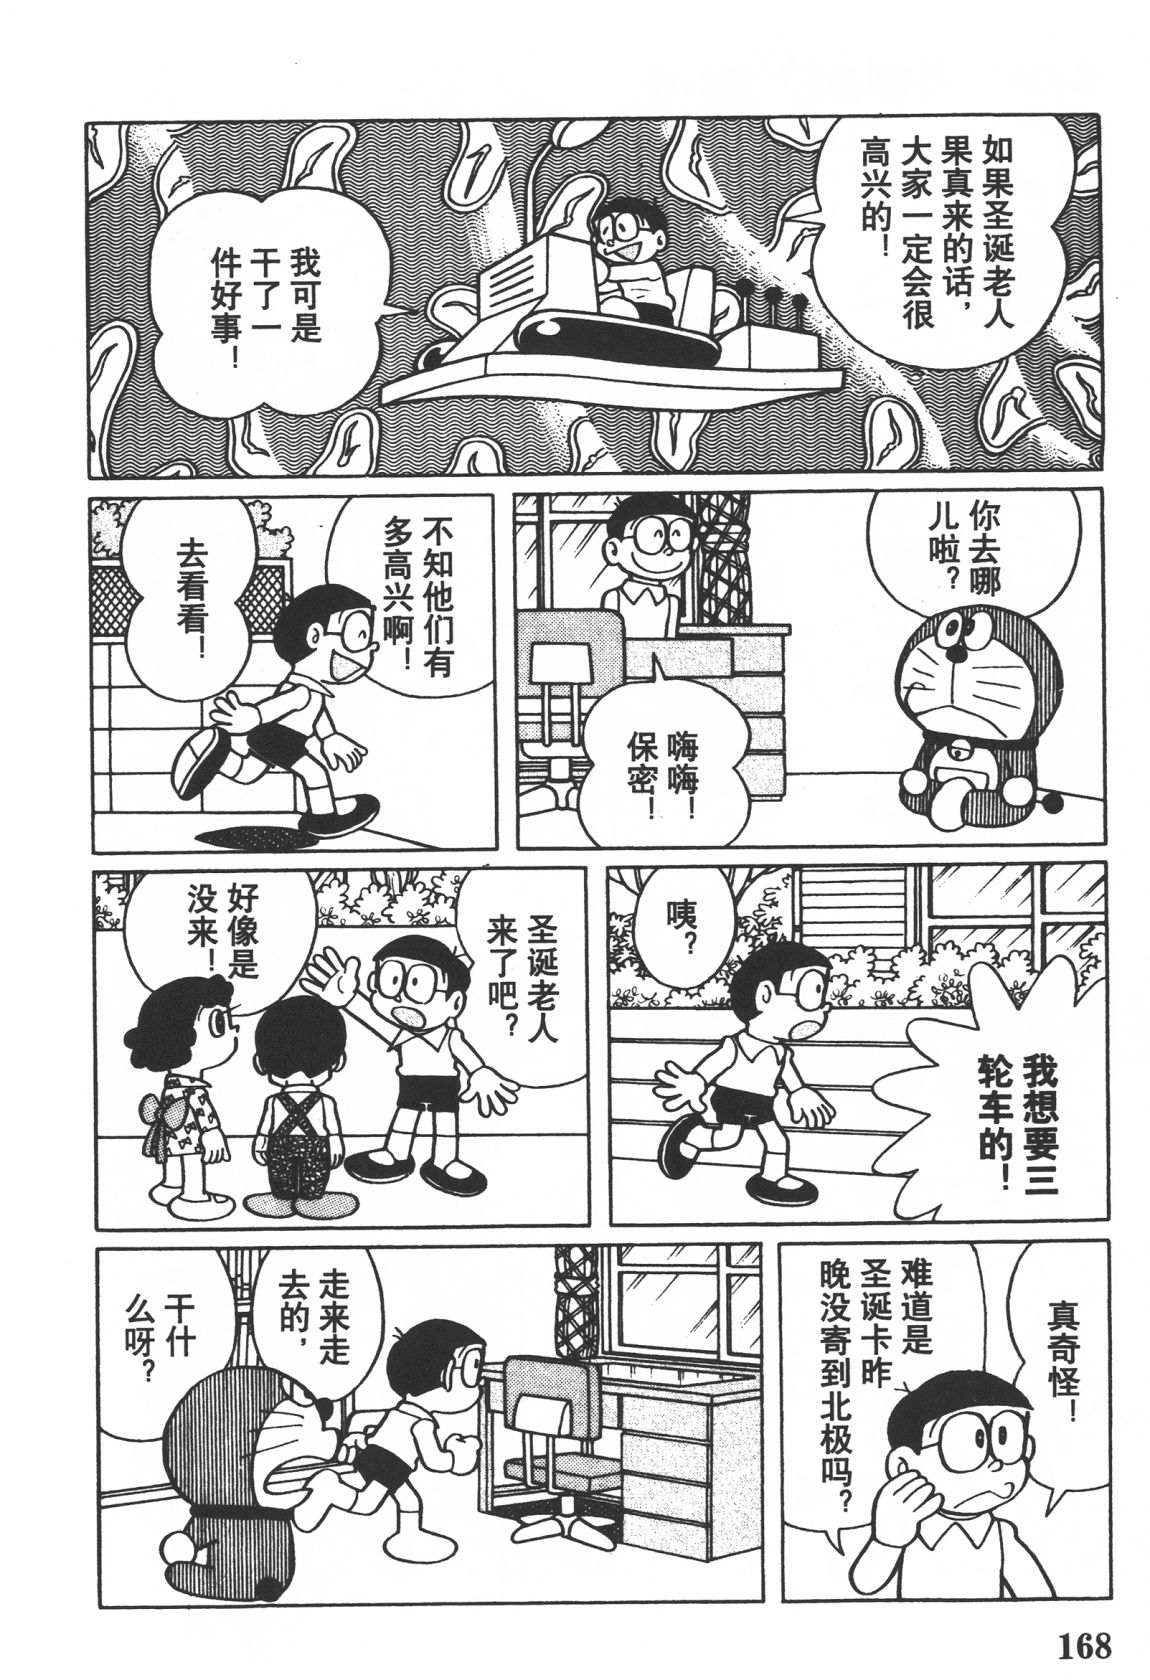 如果圣诞老人
果真来的话，
大家一定会很
高兴的！
我可是
干了一
件好事！
你去哪
儿啦？
嗨嗨！
保密！
不知他们有
多高兴啊！
去看看！
我想要三
轮车的！
咦？
圣诞老人
来了吧？
好像是
没来！
真奇怪！
难道是
圣诞卡昨
晚没寄到北极吗？
走来走
去的，
干什
么呀？
168